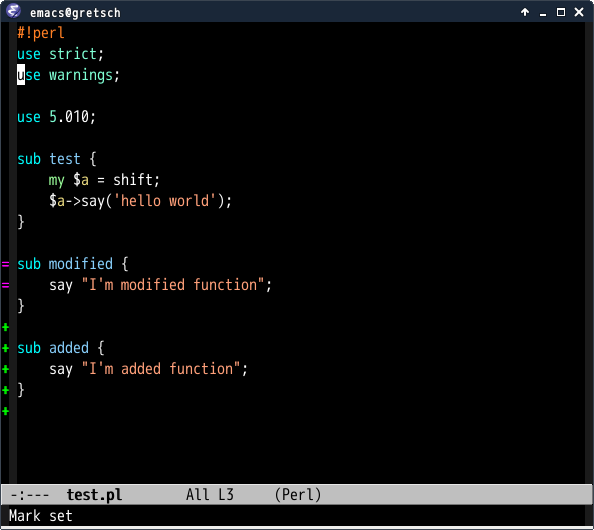 emacs@gretsch
#!perl
use strict;
use warnings;
use 5.010;
sub test {
    my $a = shift;
    $a->say('hello world');
}
= sub modified {
=     say "I'm modified function";
}
+
+ sub added {
+     say "I'm added function";
+ }
+
-:---  test.pl        All L3     (Perl)
Mark set